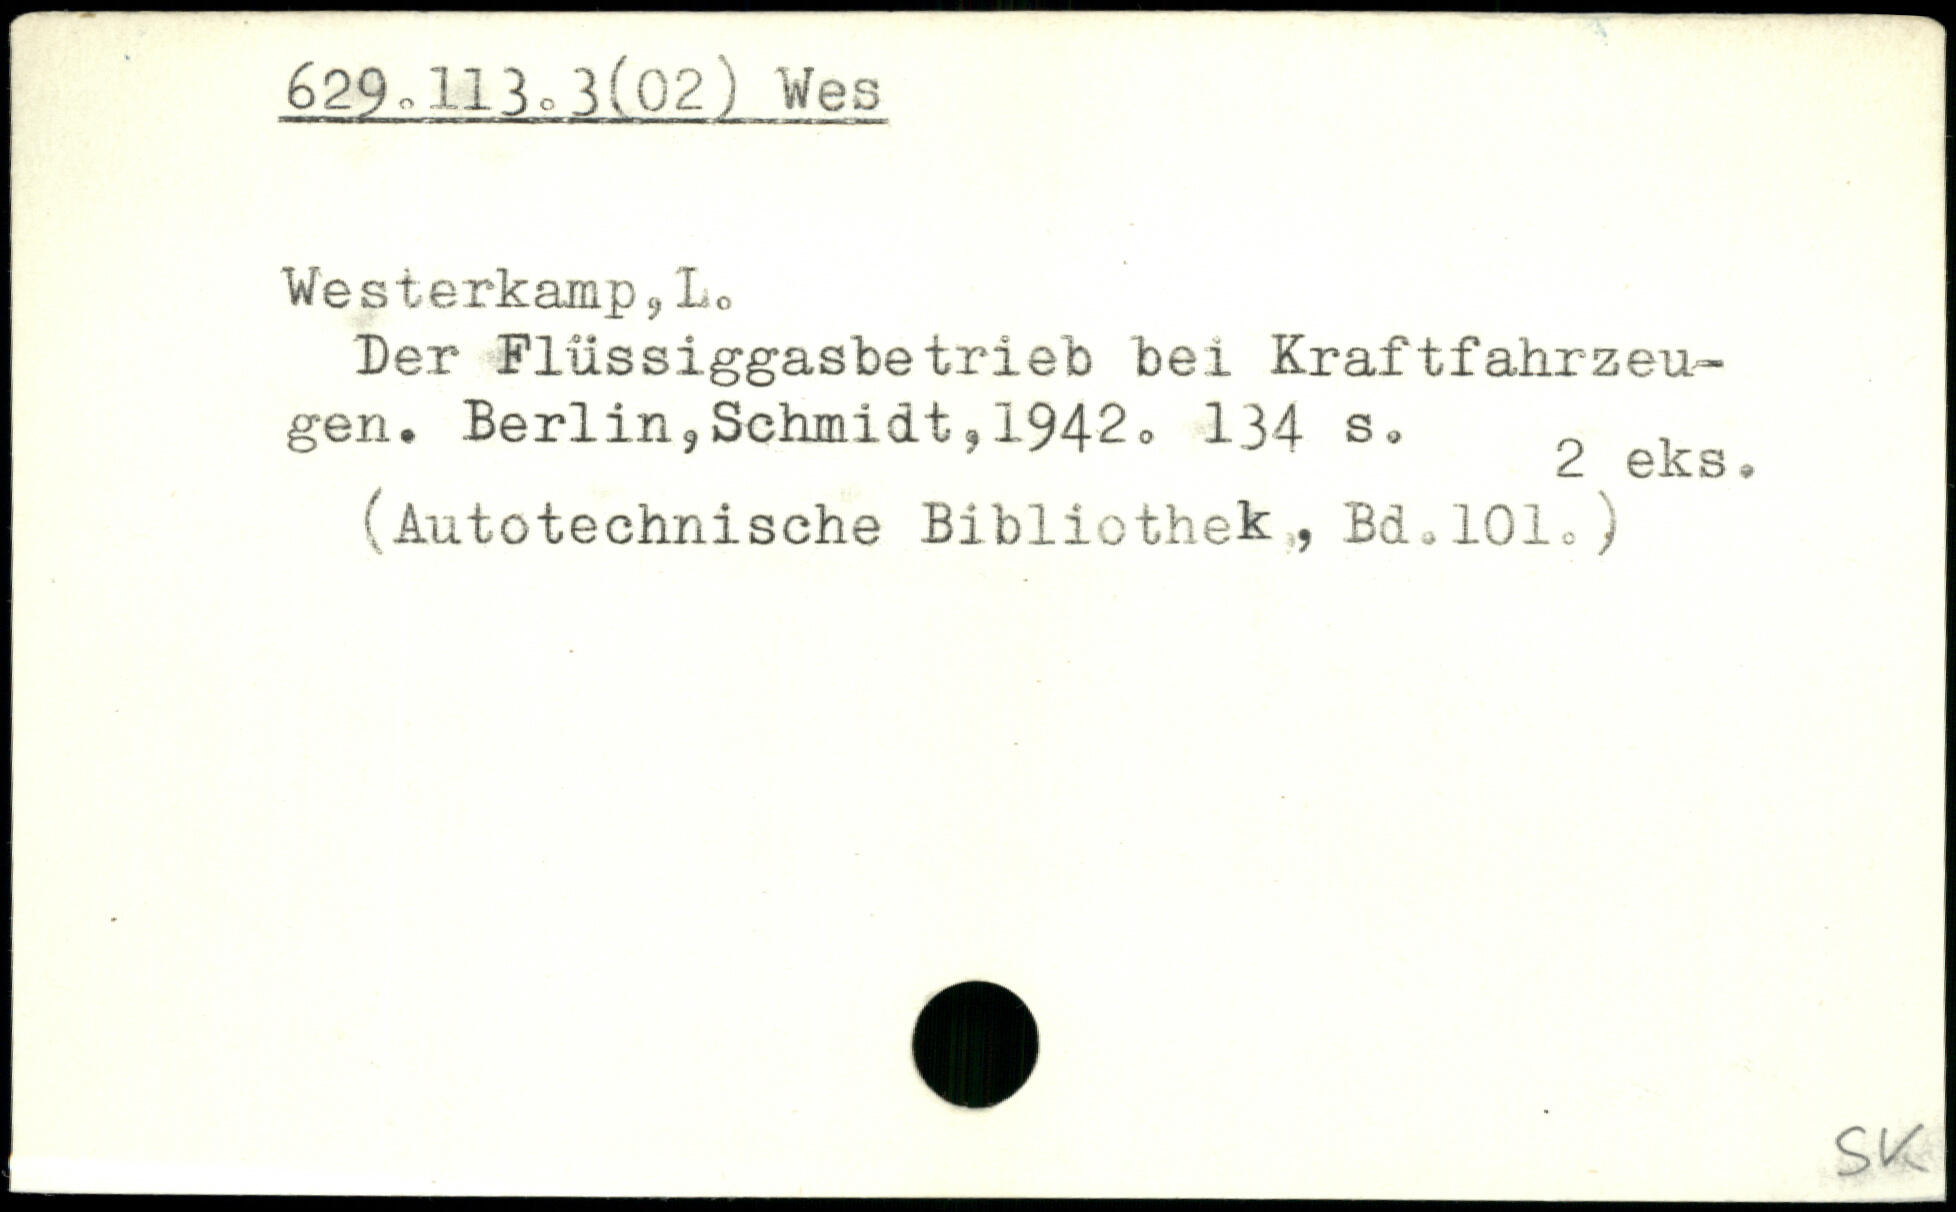 629.113.3(02) Wes
Westerkamp,L.
Der Flüssiggasbetrieb bei Kraftfahrzeu-
gen. Berlin,Schmidt,1942. 134 s.
2 eks.
(Autotechnische Bibliothek, Bd.101.)
SK